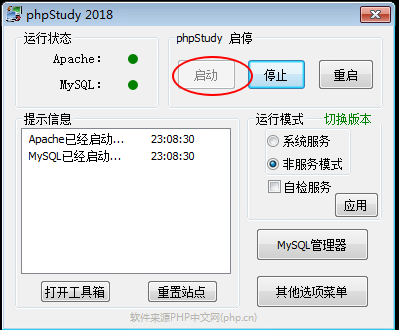 phpStudy 2018
运行状态
Apache:
MySQL:
phpStudy 启停
启动
停止
重启
提示信息
Apache已经启动... 23:08:30
MySQL已经启动... 23:08:30
打开工具箱
重置站点
运行模式 切换版本
系统服务
非服务模式
自检服务
应用
MySQL管理器
其他选项菜单
软件来源PHP中文网(php.cn)